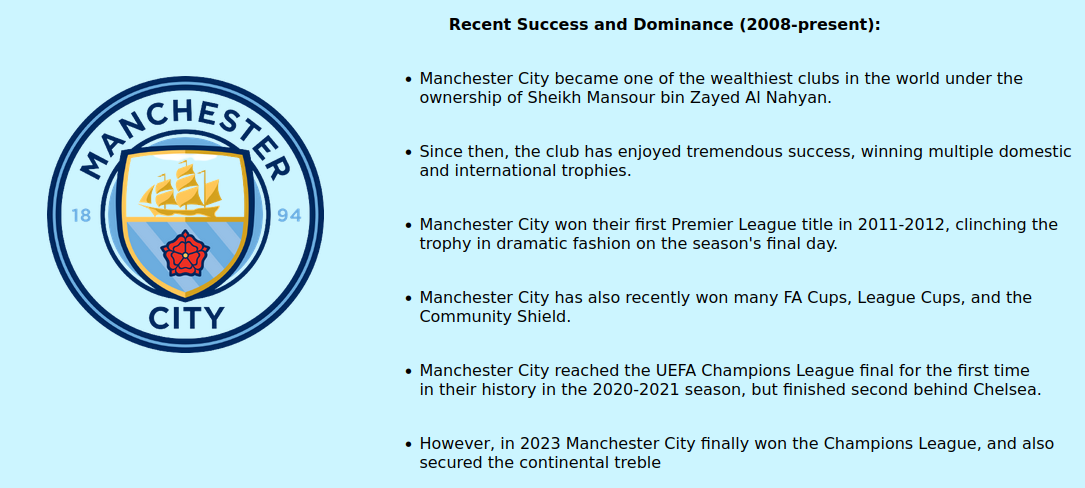 Recent Success and Dominance (2008-present):
MANCHESTER
18 94
CITY
• Manchester City became one of the wealthiest clubs in the world under the
ownership of Sheikh Mansour bin Zayed Al Nahyan.
• Since then, the club has enjoyed tremendous success, winning multiple domestic
and international trophies.
• Manchester City won their first Premier League title in 2011-2012, clinching the
trophy in dramatic fashion on the season's final day.
• Manchester City has also recently won many FA Cups, League Cups, and the
Community Shield.
• Manchester City reached the UEFA Champions League final for the first time
in their history in the 2020-2021 season, but finished second behind Chelsea.
• However, in 2023 Manchester City finally won the Champions League, and also
secured the continental treble